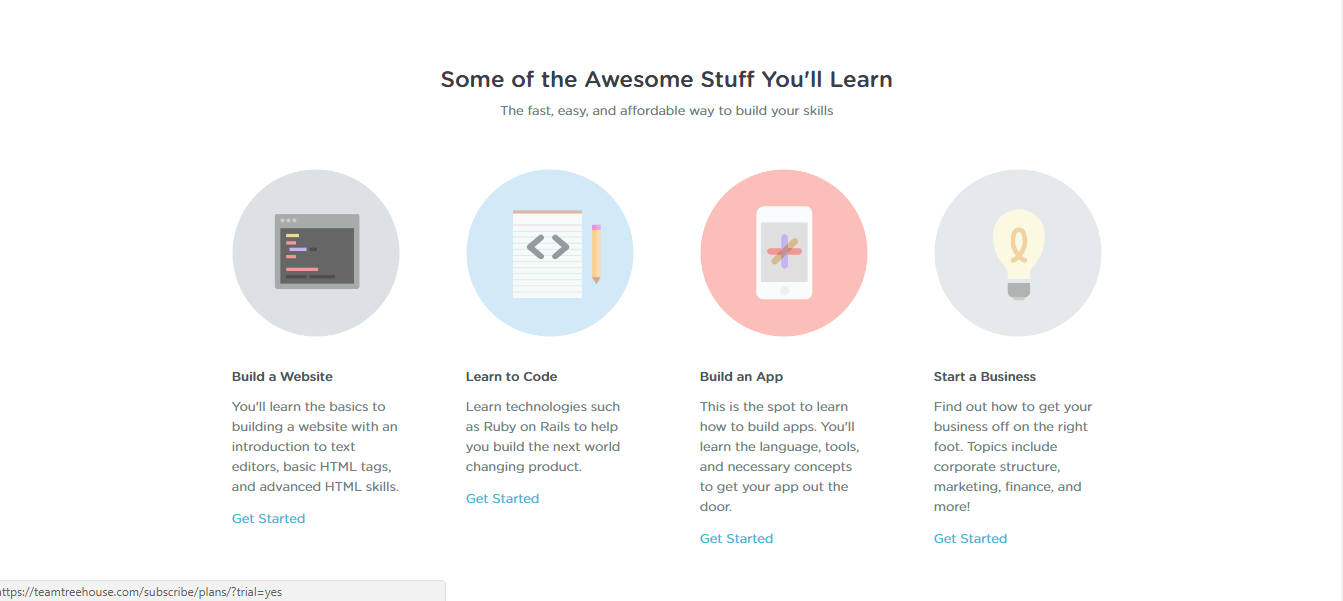 Some of the Awesome Stuff You'll Learn
The fast, easy, and affordable way to build your skills
Build a Website
You'll learn the basics to
building a website with an
introduction to text
editors, basic HTML tags,
and advanced HTML skills.
Get Started
Learn to Code
Learn technologies such
as Ruby on Rails to help
you build the next world
changing product.
Get Started
Build an App
This is the spot to learn
how to build apps. You'll
learn the language, tools,
and necessary concepts
to get your app out the
door.
Get Started
Start a Business
Find out how to get your
business off on the right
foot. Topics include
corporate structure,
marketing, finance, and
more!
Get Started
ttps://teamtreehouse.com/subscribe/plans/?trial=yes